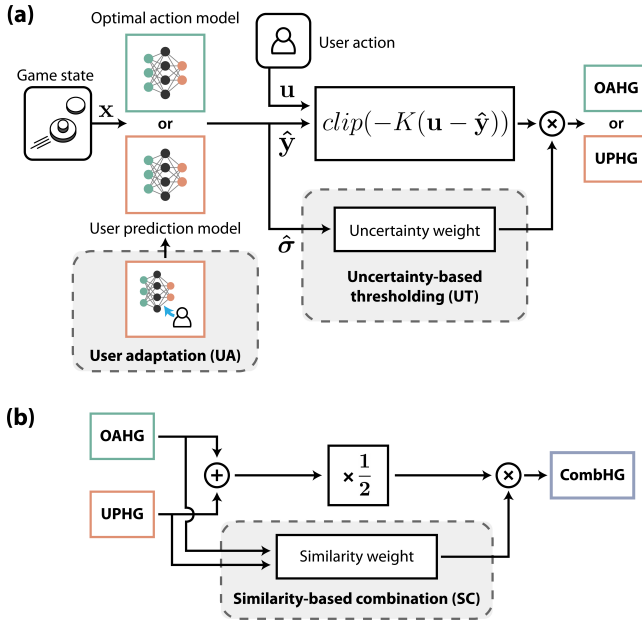 (a)
Optimal action model
User action
Game state
x
or
u
ŷ
clip(−K(u − ŷ))
×
OAHG
or
UPHG
User prediction model
σ̂
Uncertainty weight
Uncertainty-based
thresholding (UT)
User adaptation (UA)
(b)
OAHG
UPHG
+
× 1/2
×
CombHG
Similarity weight
Similarity-based combination (SC)